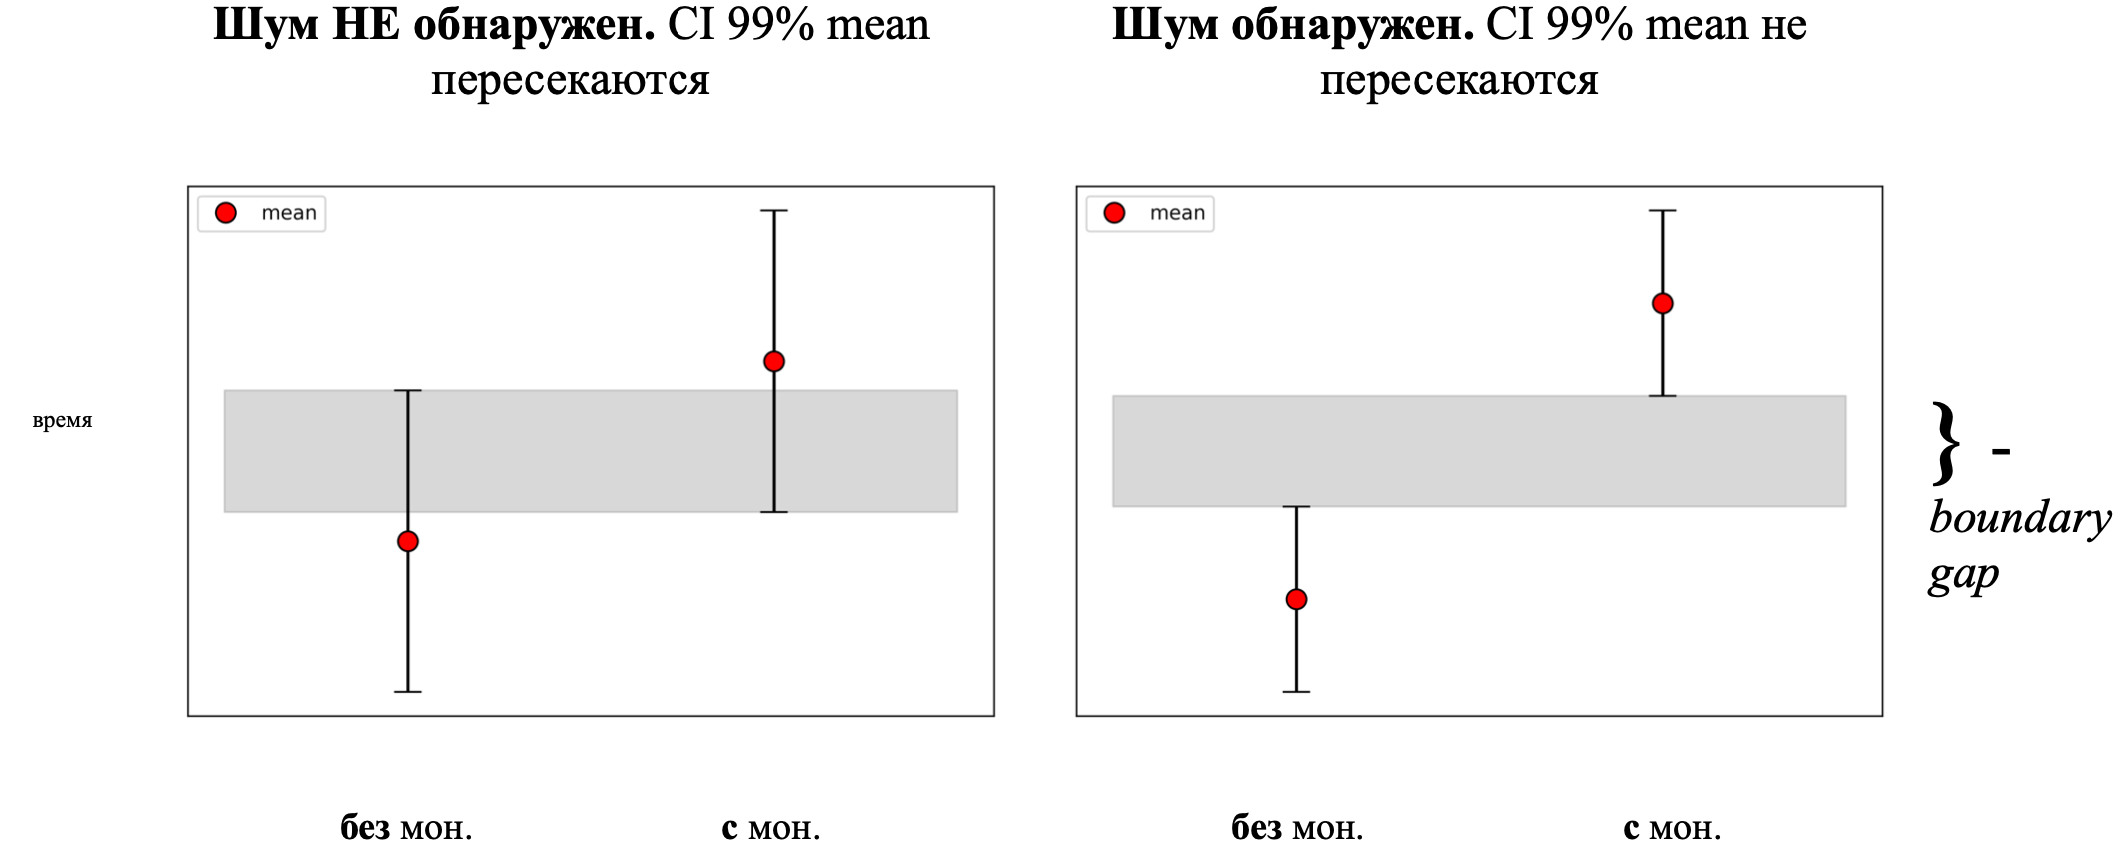 Шум НЕ обнаружен. CI 99% mean
пересекаются
Шум обнаружен. CI 99% mean не
пересекаются
mean
mean
время
} -
boundary
gap
без мон.
с мон.
без мон.
с мон.